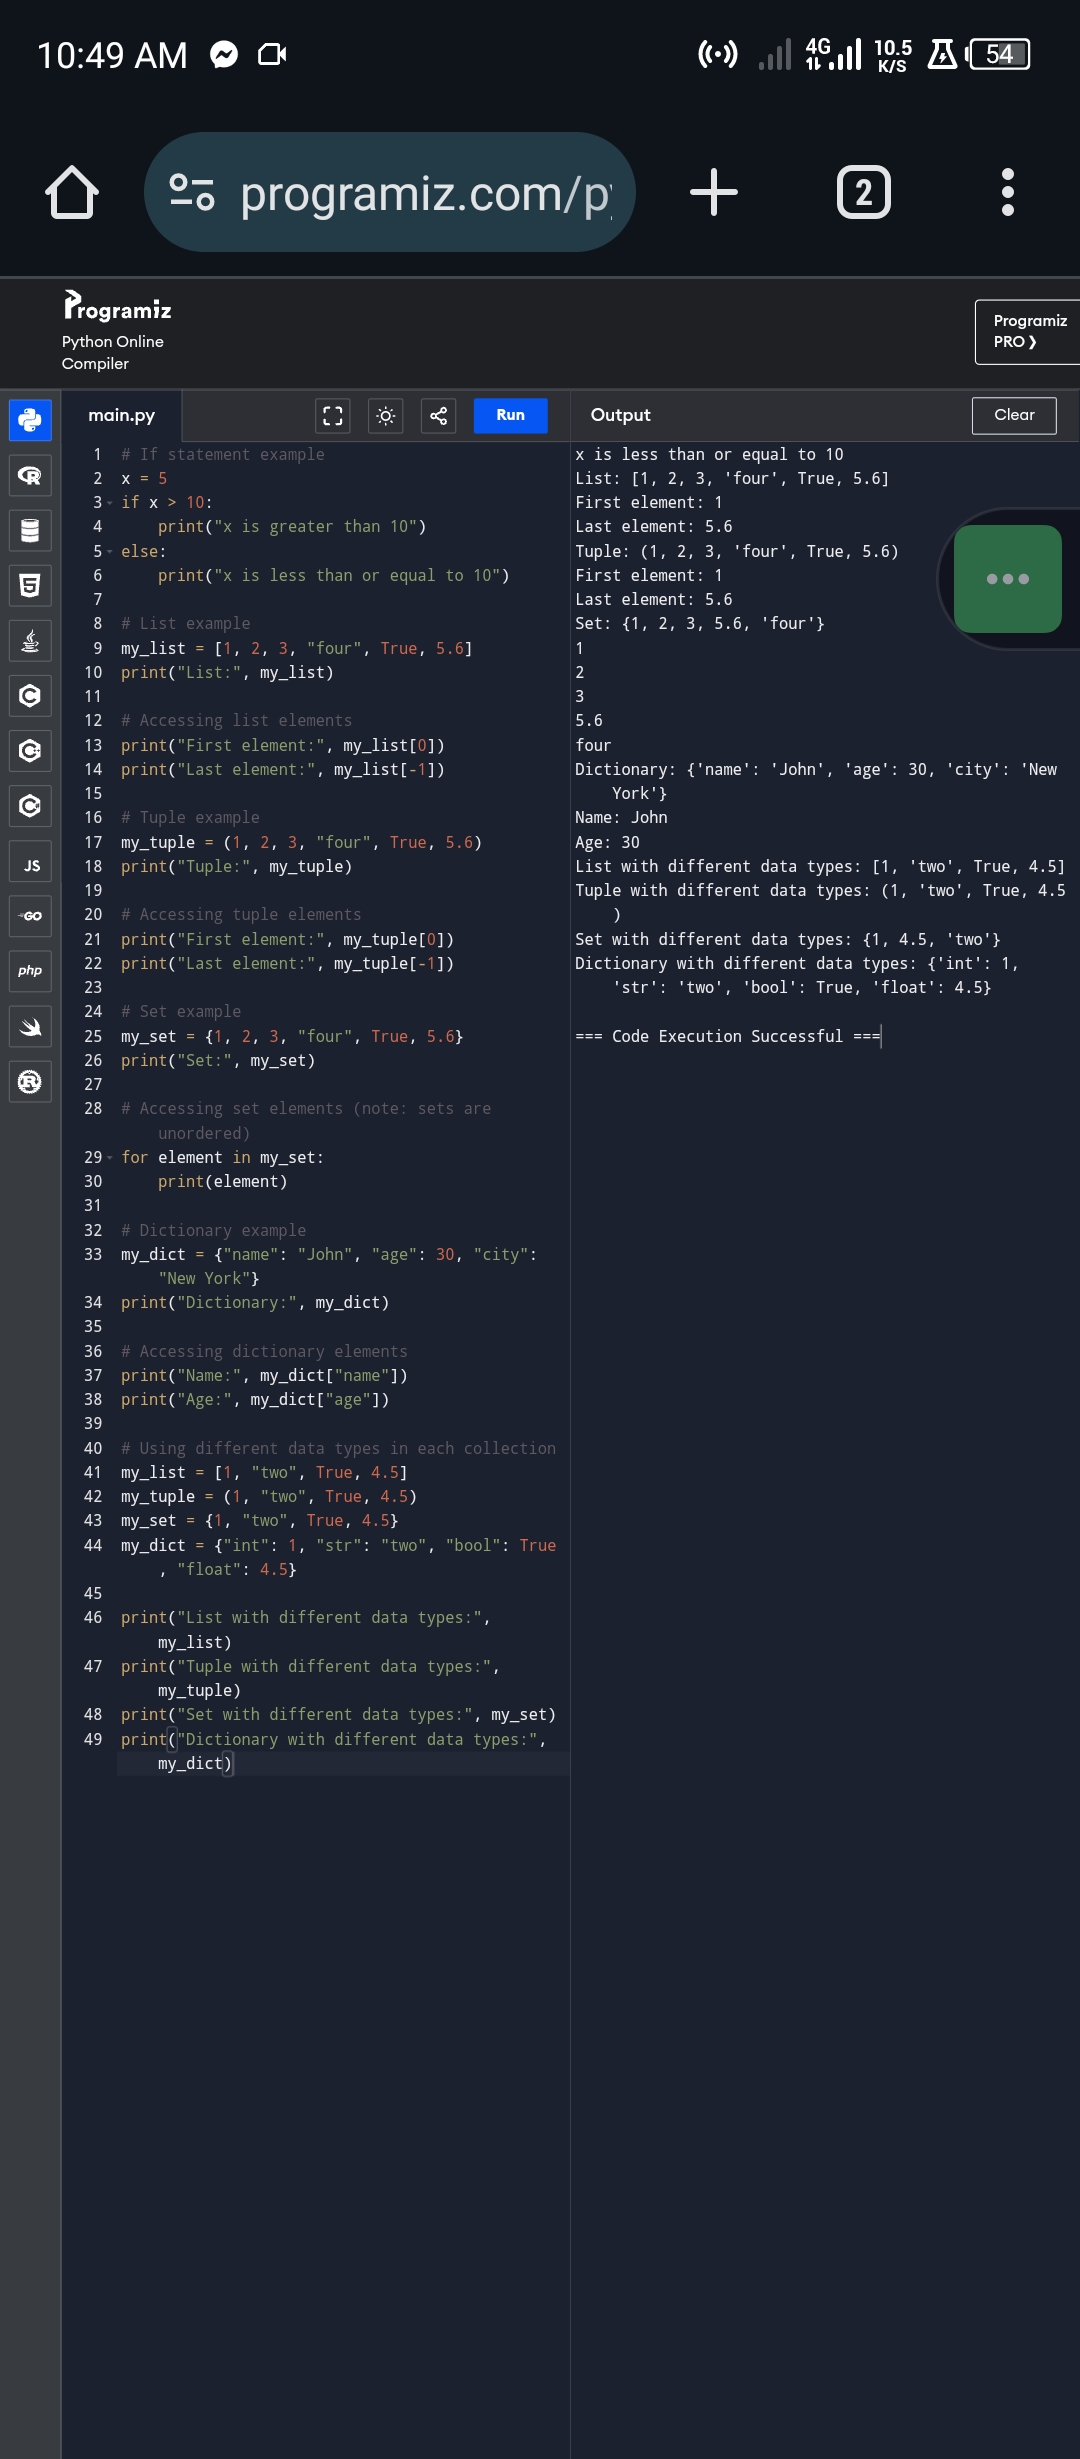 10:49 AM
4G
10.5
K/S
54
programiz.com/py
2
Programiz
Python Online
Compiler
Programiz
PRO ❯
main.py
Run
Output
Clear
1 # If statement example
2 x = 5
3 if x > 10:
4     print("x is greater than 10")
5 else:
6     print("x is less than or equal to 10")
7
8 # List example
9 my_list = [1, 2, 3, "four", True, 5.6]
10 print("List:", my_list)
11
12 # Accessing list elements
13 print("First element:", my_list[0])
14 print("Last element:", my_list[-1])
15
16 # Tuple example
17 my_tuple = (1, 2, 3, "four", True, 5.6)
18 print("Tuple:", my_tuple)
19
20 # Accessing tuple elements
21 print("First element:", my_tuple[0])
22 print("Last element:", my_tuple[-1])
23
24 # Set example
25 my_set = {1, 2, 3, "four", True, 5.6}
26 print("Set:", my_set)
27
28 # Accessing set elements (note: sets are
unordered)
29 for element in my_set:
30     print(element)
31
32 # Dictionary example
33 my_dict = {"name": "John", "age": 30, "city":
"New York"}
34 print("Dictionary:", my_dict)
35
36 # Accessing dictionary elements
37 print("Name:", my_dict["name"])
38 print("Age:", my_dict["age"])
39
40 # Using different data types in each collection
41 my_list = [1, "two", True, 4.5]
42 my_tuple = (1, "two", True, 4.5)
43 my_set = {1, "two", True, 4.5}
44 my_dict = {"int": 1, "str": "two", "bool": True
, "float": 4.5}
45
46 print("List with different data types:",
my_list)
47 print("Tuple with different data types:",
my_tuple)
48 print("Set with different data types:", my_set)
49 print("Dictionary with different data types:",
my_dict)
x is less than or equal to 10
List: [1, 2, 3, 'four', True, 5.6]
First element: 1
Last element: 5.6
Tuple: (1, 2, 3, 'four', True, 5.6)
First element: 1
Last element: 5.6
Set: {1, 2, 3, 5.6, 'four'}
1
2
3
5.6
four
Dictionary: {'name': 'John', 'age': 30, 'city': 'New
York'}
Name: John
Age: 30
List with different data types: [1, 'two', True, 4.5]
Tuple with different data types: (1, 'two', True, 4.5
)
Set with different data types: {1, 4.5, 'two'}
Dictionary with different data types: {'int': 1,
'str': 'two', 'bool': True, 'float': 4.5}
=== Code Execution Successful ===
R
5
C
C
C
JS
GO
php
R